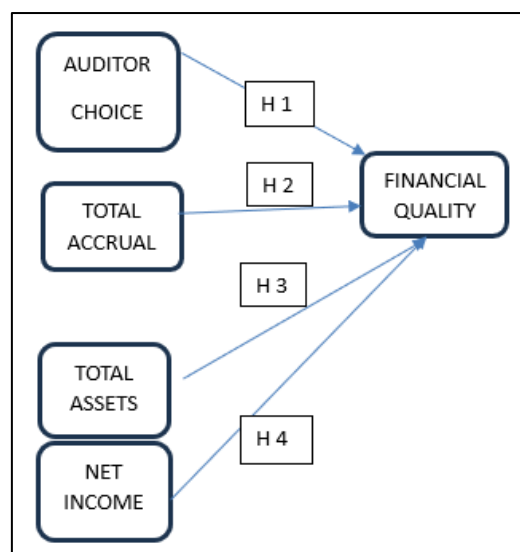 AUDITOR
CHOICE
H 1
H 2
TOTAL
ACCRUAL
FINANCIAL
QUALITY
H 3
TOTAL
ASSETS
H 4
NET
INCOME